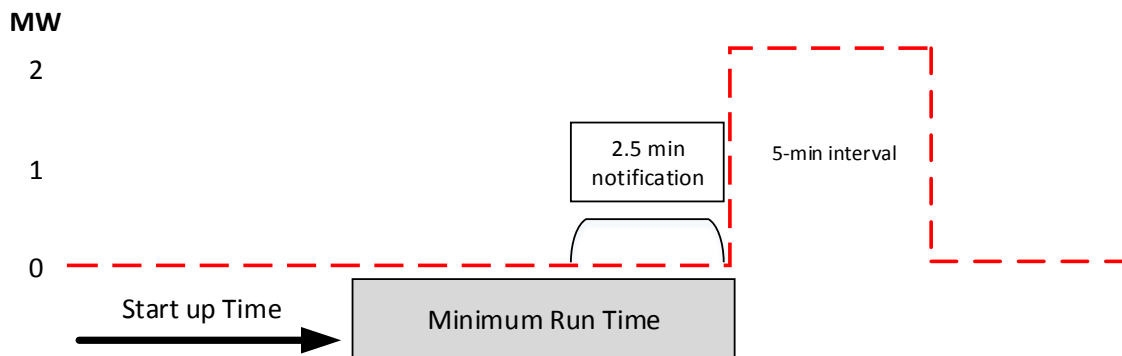 MW
2
2.5 min
notification
5-min interval
1
0
Start up Time
Minimum Run Time